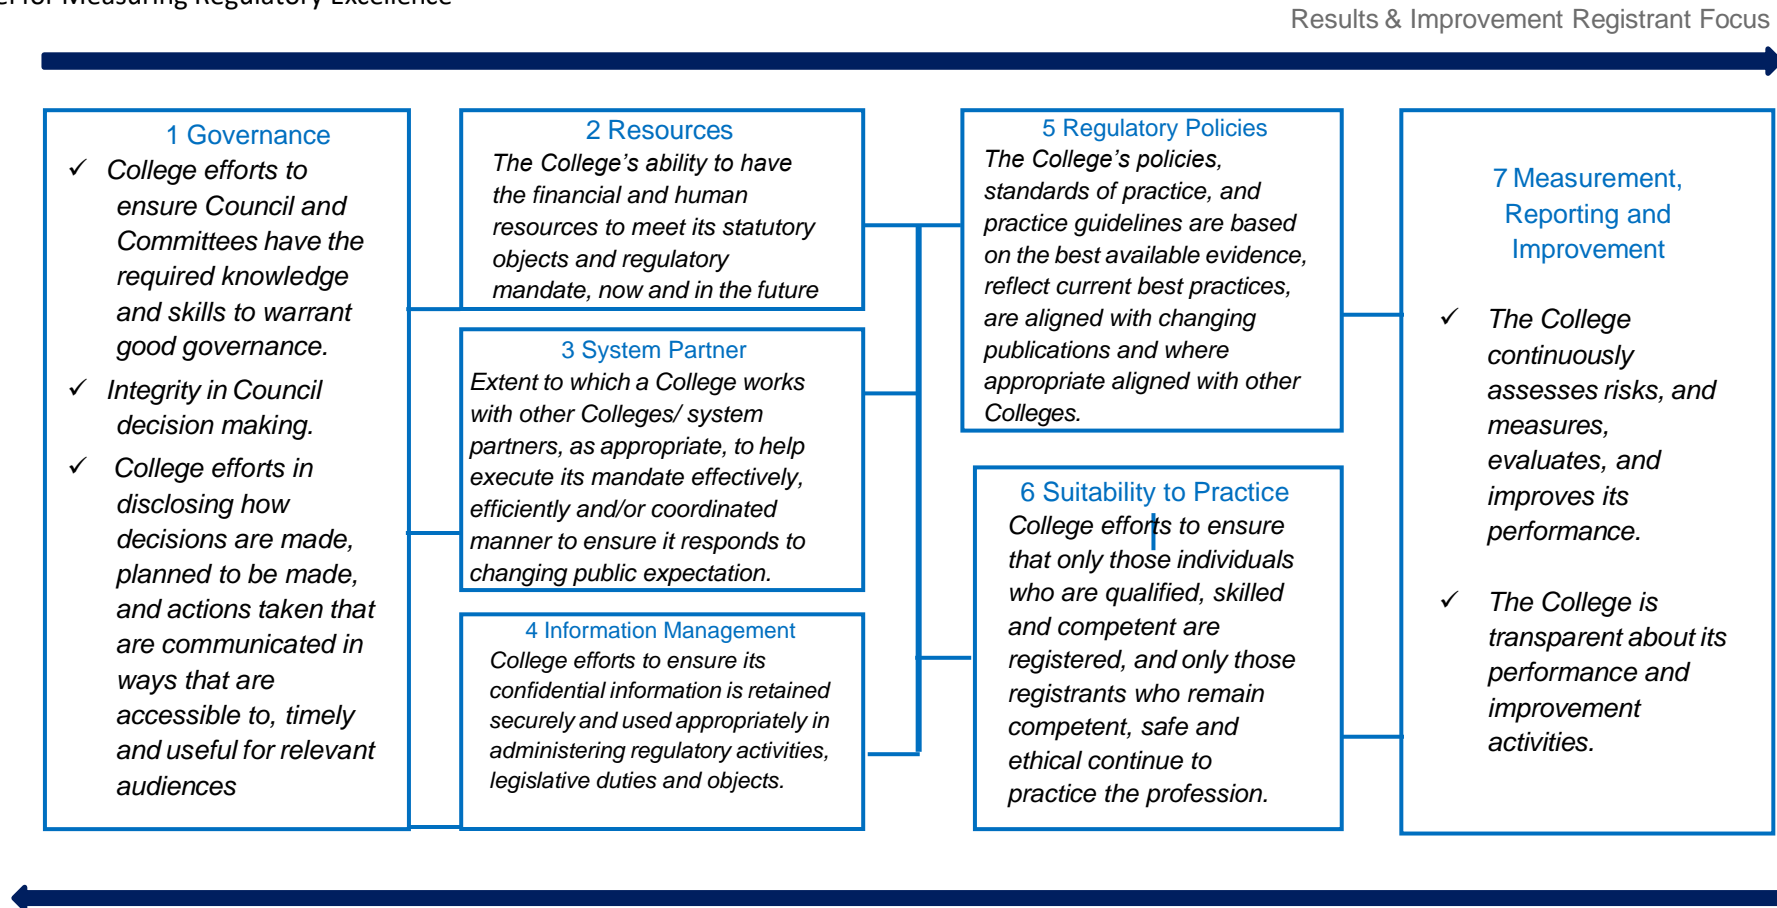 el for Measuring Regulatory Excellence
Results & Improvement Registrant Focus
1 Governance
✓ College efforts to
ensure Council and
Committees have the
required knowledge
and skills to warrant
good governance.
✓ Integrity in Council
decision making.
✓ College efforts in
disclosing how
decisions are made,
planned to be made,
and actions taken that
are communicated in
ways that are
accessible to, timely
and useful for relevant
audiences
2 Resources
The College’s ability to have
the financial and human
resources to meet its statutory
objects and regulatory
mandate, now and in the future
3 System Partner
Extent to which a College works
with other Colleges/ system
partners, as appropriate, to help
execute its mandate effectively,
efficiently and/or coordinated
manner to ensure it responds to
changing public expectation.
4 Information Management
College efforts to ensure its
confidential information is retained
securely and used appropriately in
administering regulatory activities,
legislative duties and objects.
5 Regulatory Policies
The College’s policies,
standards of practice, and
practice guidelines are based
on the best available evidence,
reflect current best practices,
are aligned with changing
publications and where
appropriate aligned with other
Colleges.
6 Suitability to Practice
College efforts to ensure
that only those individuals
who are qualified, skilled
and competent are
registered, and only those
registrants who remain
competent, safe and
ethical continue to
practice the profession.
7 Measurement,
Reporting and
Improvement
✓ The College
continuously
assesses risks, and
measures,
evaluates, and
improves its
performance.
✓ The College is
transparent about its
performance and
improvement
activities.